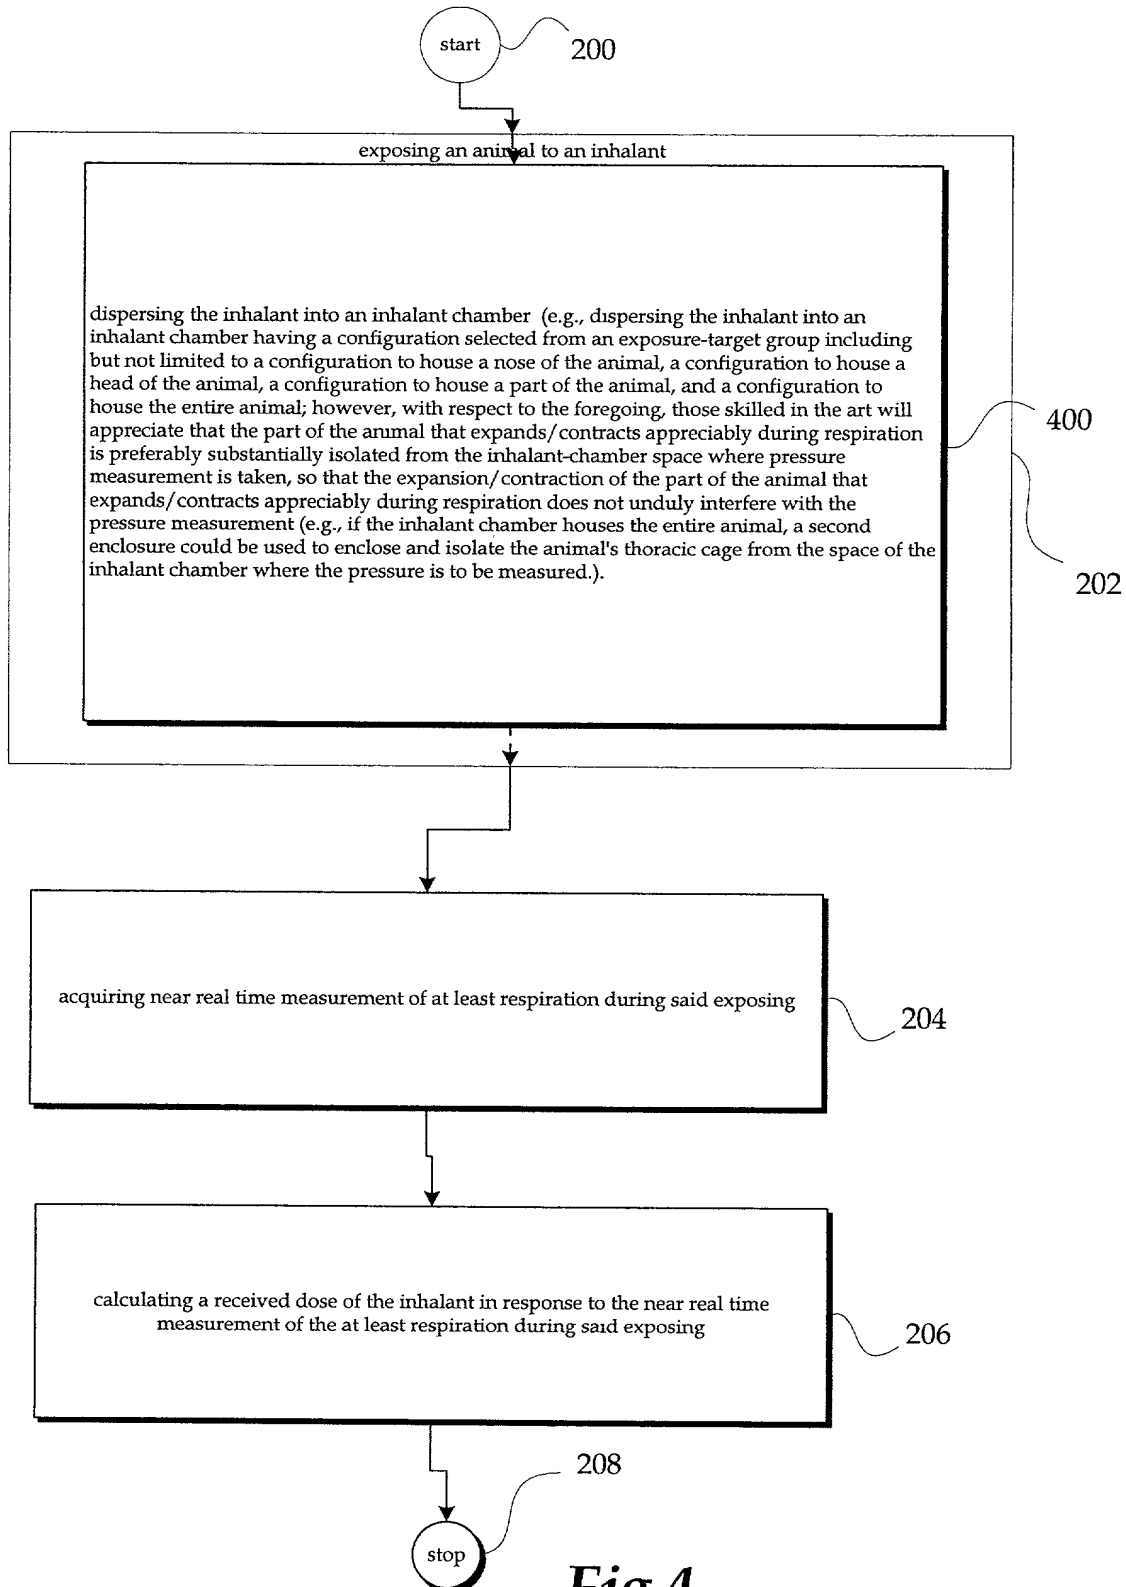 start
200
exposing an animal to an inhalant
dispersing the inhalant into an inhalant chamber (e.g., dispersing the inhalant into an
inhalant chamber having a configuration selected from an exposure-target group including
but not limited to a configuration to house a nose of the animal, a configuration to house a
head of the animal, a configuration to house a part of the animal, and a configuration to
house the entire animal; however, with respect to the foregoing, those skilled in the art will
appreciate that the part of the animal that expands/contracts appreciably during respiration
is preferably substantially isolated from the inhalant-chamber space where pressure
measurement is taken, so that the expansion/contraction of the part of the animal that
expands/contracts appreciably during respiration does not unduly interfere with the
pressure measurement (e.g., if the inhalant chamber houses the entire animal, a second
enclosure could be used to enclose and isolate the animal's thoracic cage from the space of the
inhalant chamber where the pressure is to be measured.).
400
202
acquiring near real time measurement of at least respiration during said exposing
204
calculating a received dose of the inhalant in response to the near real time
measurement of the at least respiration during said exposing
206
208
stop
Fig 4